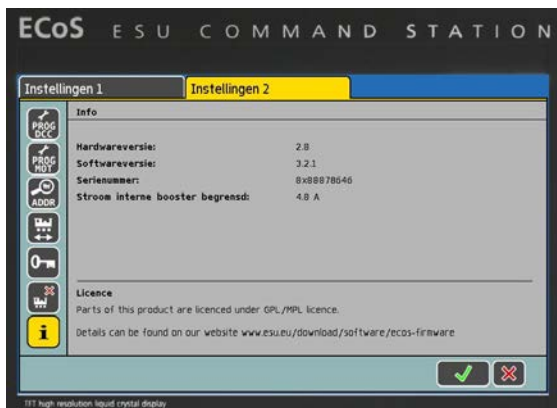 ECoS ESU COMMAND STATION
Instellingen 1 Instellingen 2
Info
PROG DCC
Hardwareversie: 2.8
PROG MOT
Softwareversie: 3.2.1
Serienummer:
ADDR
Stroom interne booster begrensd: 4.8 A
Licence
Parts of this product are licenced under GPL/MPL licence.
i
Details can be found on our website www.esu.eu/download/software/ecos-firmware
TFT high resolution liquid crystal display